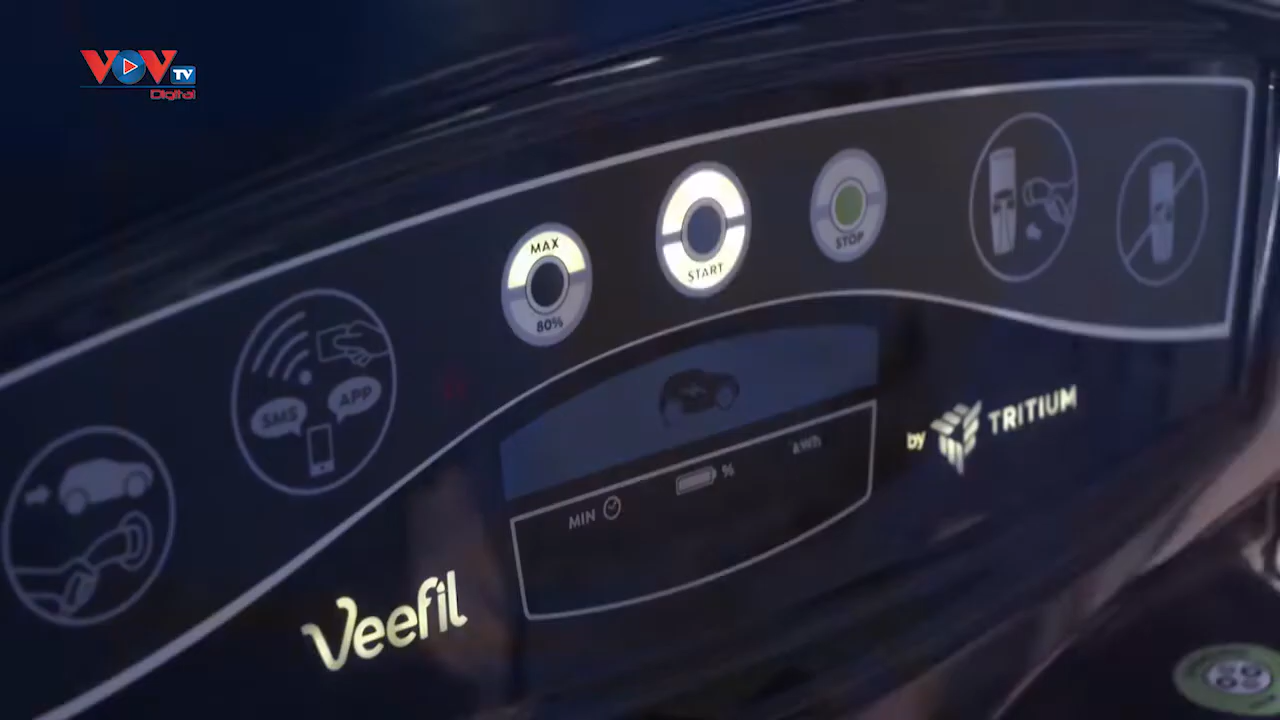 VOV TV
Digital
MAX
80%
START
STOP
SMS
APP
MIN
%
kWh
by TRITIUM
Veefil